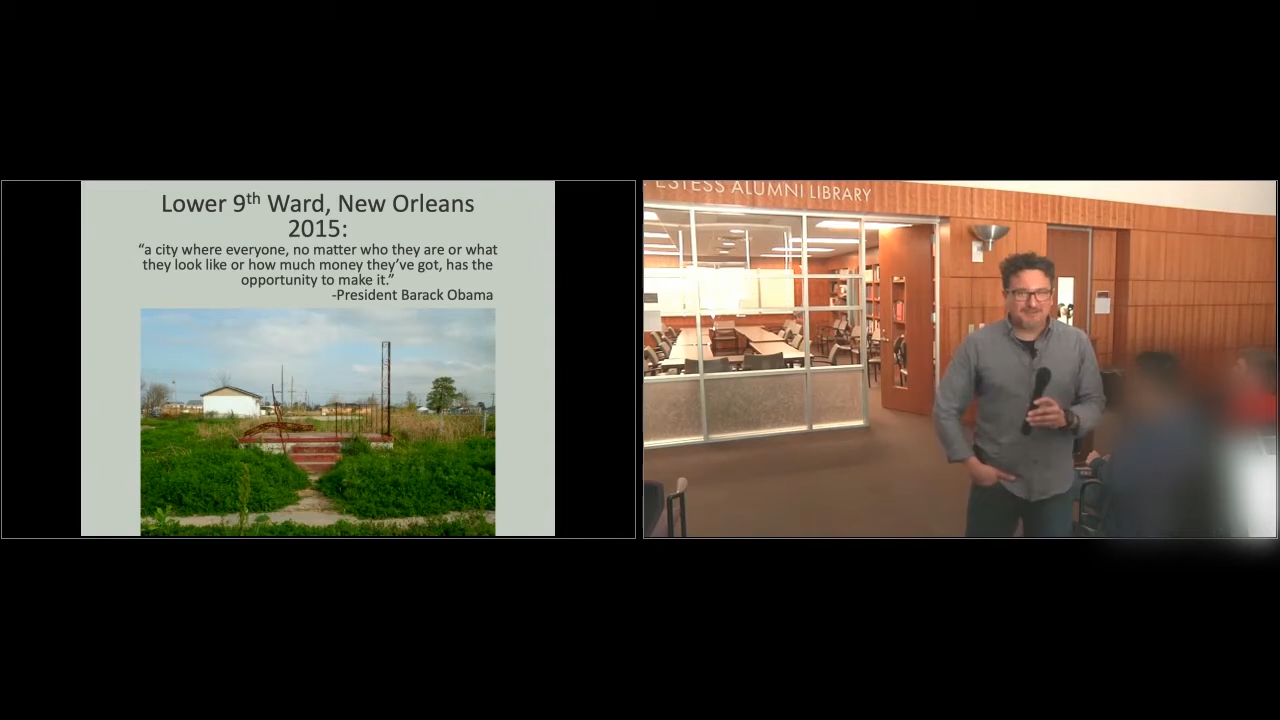 Lower 9th Ward, New Orleans
2015:
“a city where everyone, no matter who they are or what
they look like or how much money they’ve got, has the
opportunity to make it.”
-President Barack Obama
ESTESS ALUMNI LIBRARY